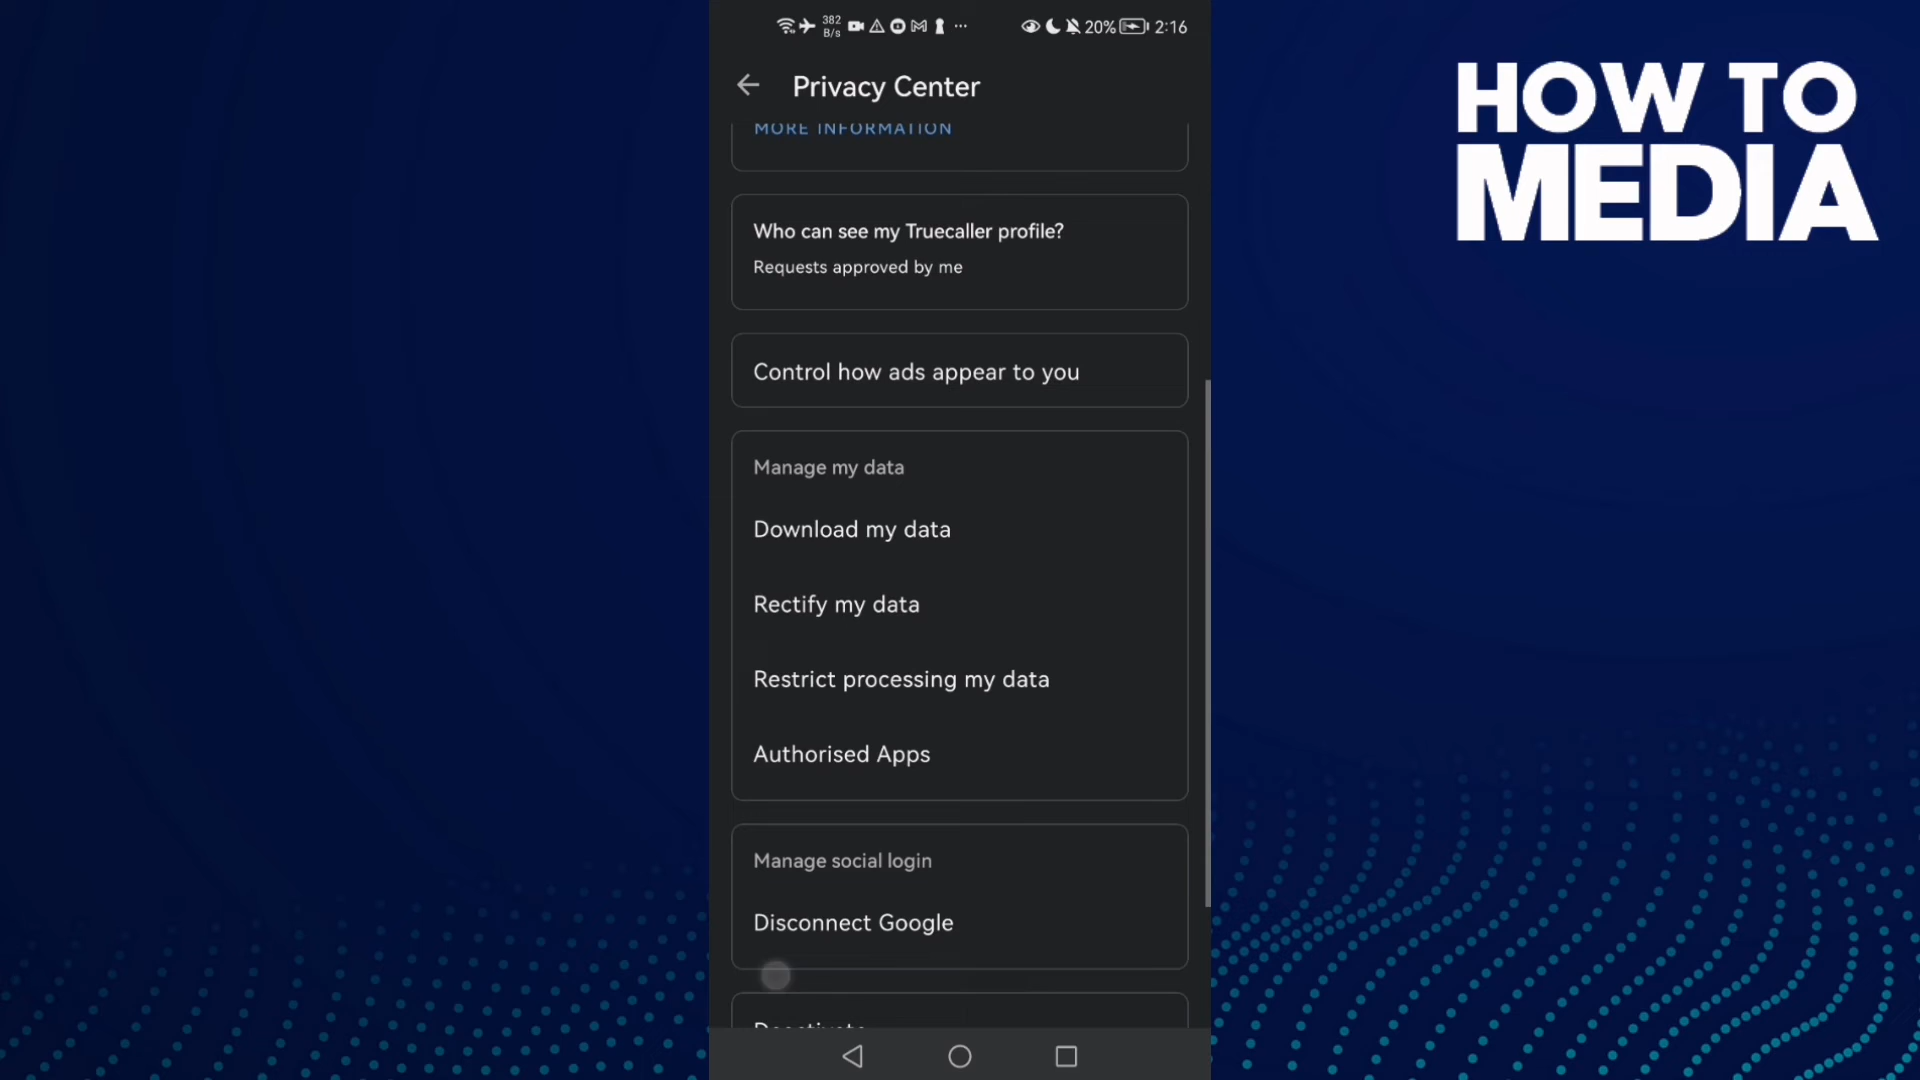 382
B/s
20%
2:16
Privacy Center
MORE INFORMATION
Who can see my Truecaller profile?
Requests approved by me
Control how ads appear to you
Manage my data
Download my data
Rectify my data
Restrict processing my data
Authorised Apps
Manage social login
Disconnect Google
Deactivate
HOW TO
MEDIA